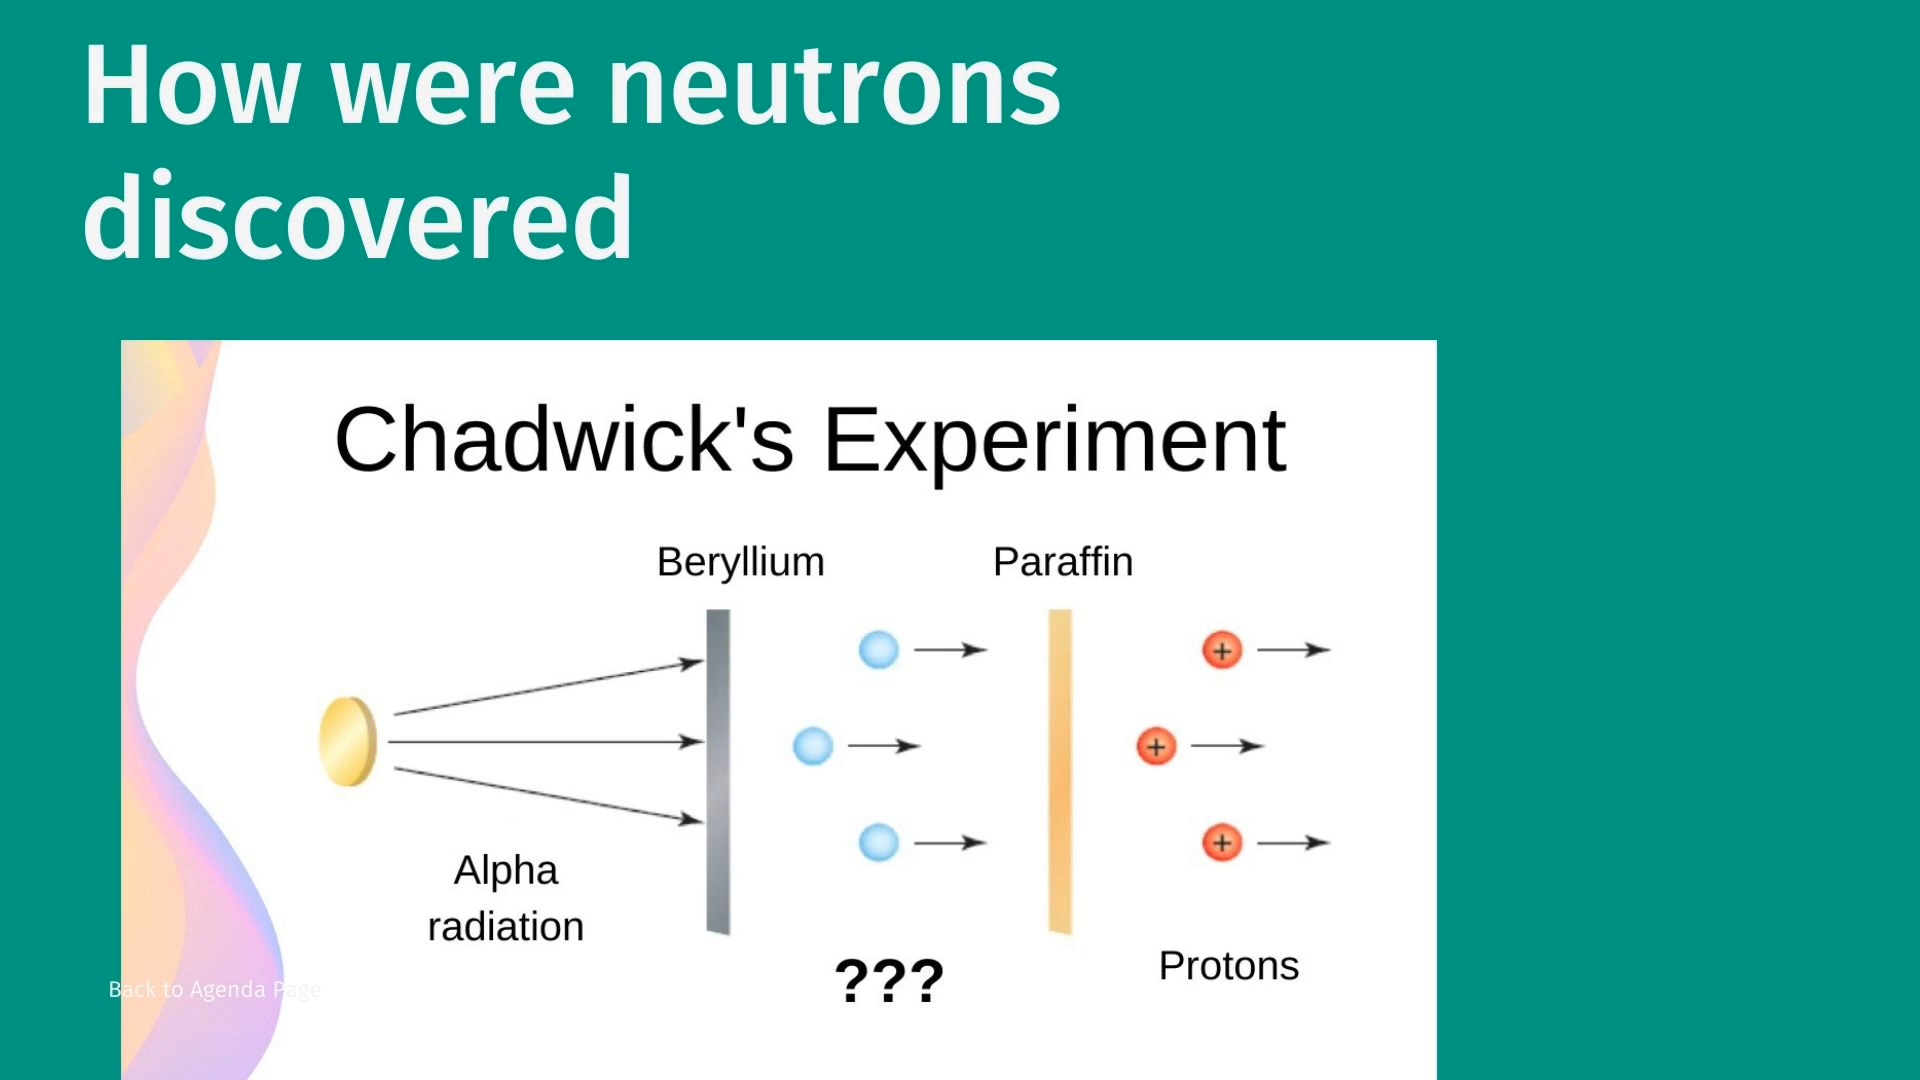 How were neutrons
discovered
Chadwick's Experiment
Beryllium
Paraffin
+
+
+
Alpha
radiation
???
Protons
Back to Agenda Page